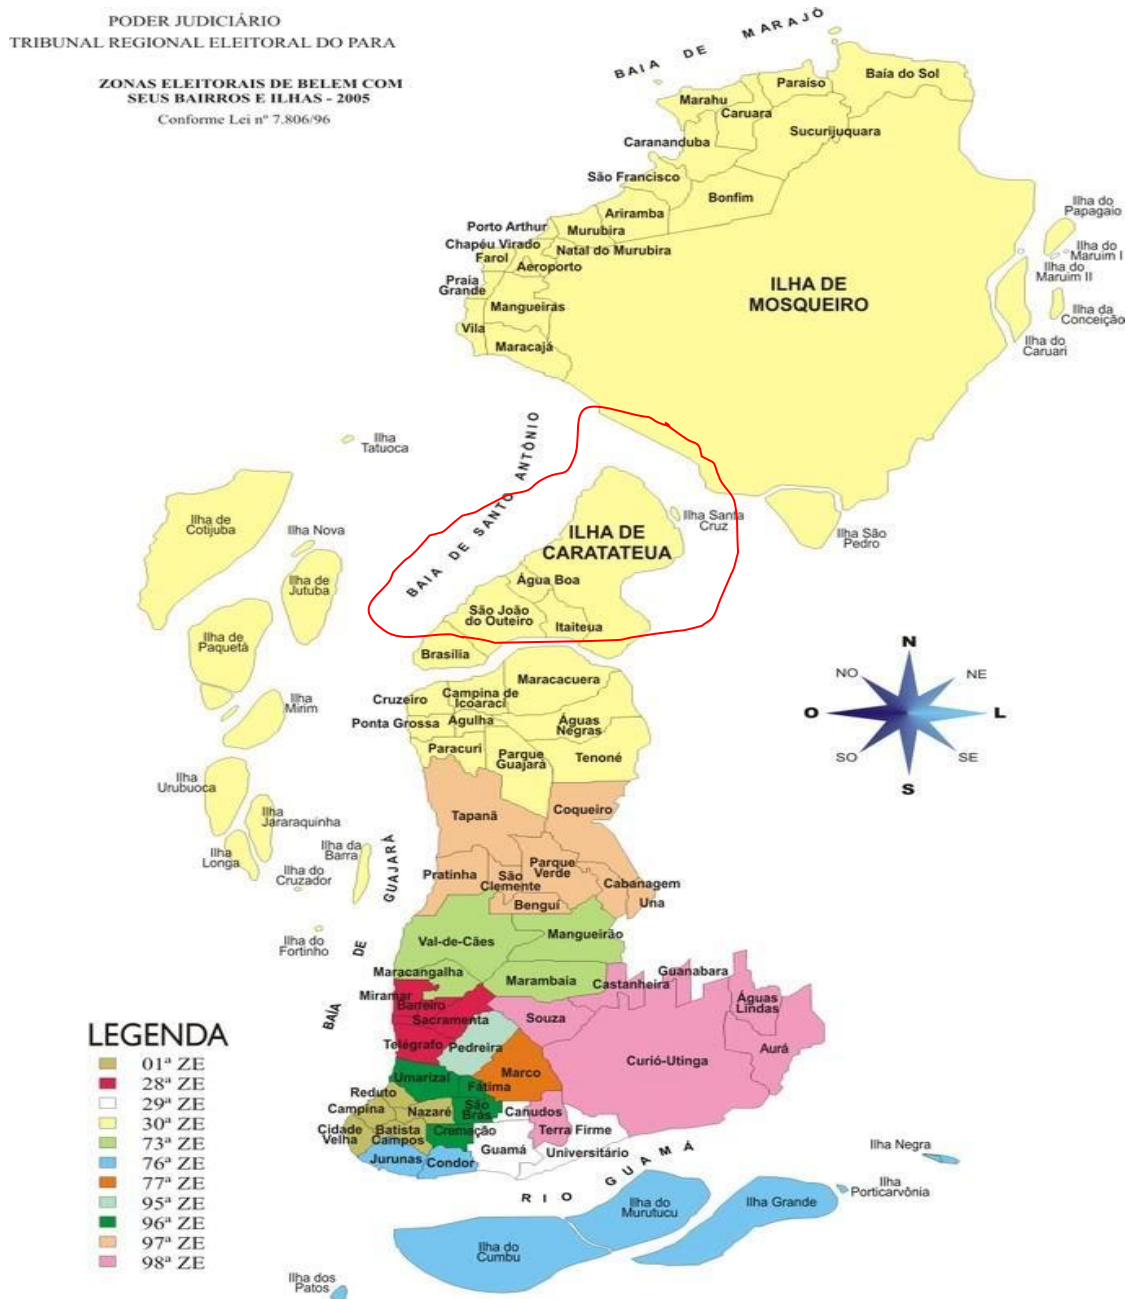 PODER JUDICIÁRIO
TRIBUNAL REGIONAL ELEITORAL DO PARA
ZONAS ELEITORAIS DE BELEM COM
SEUS BAIRROS E ILHAS - 2005
Conforme Lei nº 7.806/96
BAIA DE MARAJÓ
Baía do Sol
Paraíso
Marahu
Caruara
Sucurijuquara
Carananduba
São Francisco
Bonfim
Ariramba
Porto Arthur
Murubira
Chapéu Virado
Natal do Murubira
Farol
Aeroporto
Praia
Grande
Mangueiras
Vila
Maracajá
ILHA DE
MOSQUEIRO
Ilha do
Papagaio
Ilha do
Maruim I
Ilha do
Maruim II
Ilha da
Conceição
Ilha do
Caruari
BAIA DE SANTO ANTÔNIO
Ilha
Tatuoca
Ilha de
Cotijuba
Ilha Nova
Ilha de
Jutuba
Ilha de
Paquetá
Ilha
Mirim
Ilha
Urubuoca
Ilha
Jararaquinha
Ilha
Longa
Ilha da
Barra
Ilha do
Cruzador
Ilha do
Fortinho
Ilha Santa
Cruz
Ilha São
Pedro
ILHA DE
CARATATEUA
Água Boa
São João
do Outeiro
Itaiteua
Brasília
Maracacuera
Cruzeiro
Campina de
Icoaraci
Ponta Grossa
Agulha
Águas
Negras
Paracuri
Parque
Guajará
Tenoné
N
NO
NE
O
L
SO
SE
S
Tapanã
Coqueiro
Pratinha
São
Clemente
Parque
Verde
Cabanagem
Una
Benguí
BAÍA DE GUAJARÁ
Val-de-Cães
Mangueirão
Maracangalha
Marambaia
Castanheira
Guanabara
Miramar
Barreiro
Sacramenta
Souza
Águas
Lindas
Telégrafo
Pedreira
Curió-Utinga
Aurá
Marco
Umarizal
Fátima
Reduto
Campina
Nazaré
São
Brás
Canudos
Cidade
Velha
Batista
Campos
Cremação
Terra Firme
Guamá
Universitário
Jurunas
Condor
RIO GUAMÁ
Ilha Negra
Ilha
Porticarvônia
Ilha do
Murutucu
Ilha Grande
Ilha do
Cumbu
Ilha dos
Patos
LEGENDA
01ª ZE
28ª ZE
29ª ZE
30ª ZE
73ª ZE
76ª ZE
77ª ZE
95ª ZE
96ª ZE
97ª ZE
98ª ZE